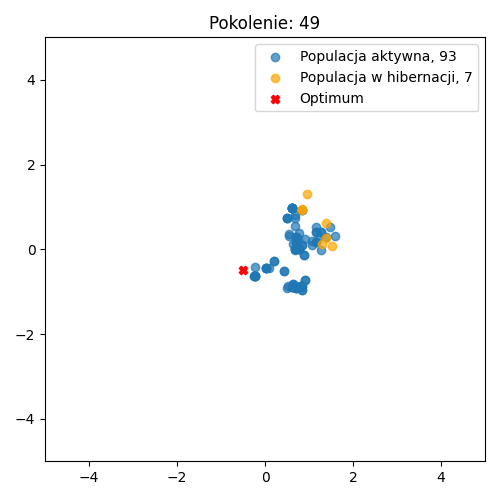 Pokolenie: 49
Populacja aktywna, 93
Populacja w hibernacji, 7
Optimum
4
2
0
−2
−4
−4 −2 0 2 4